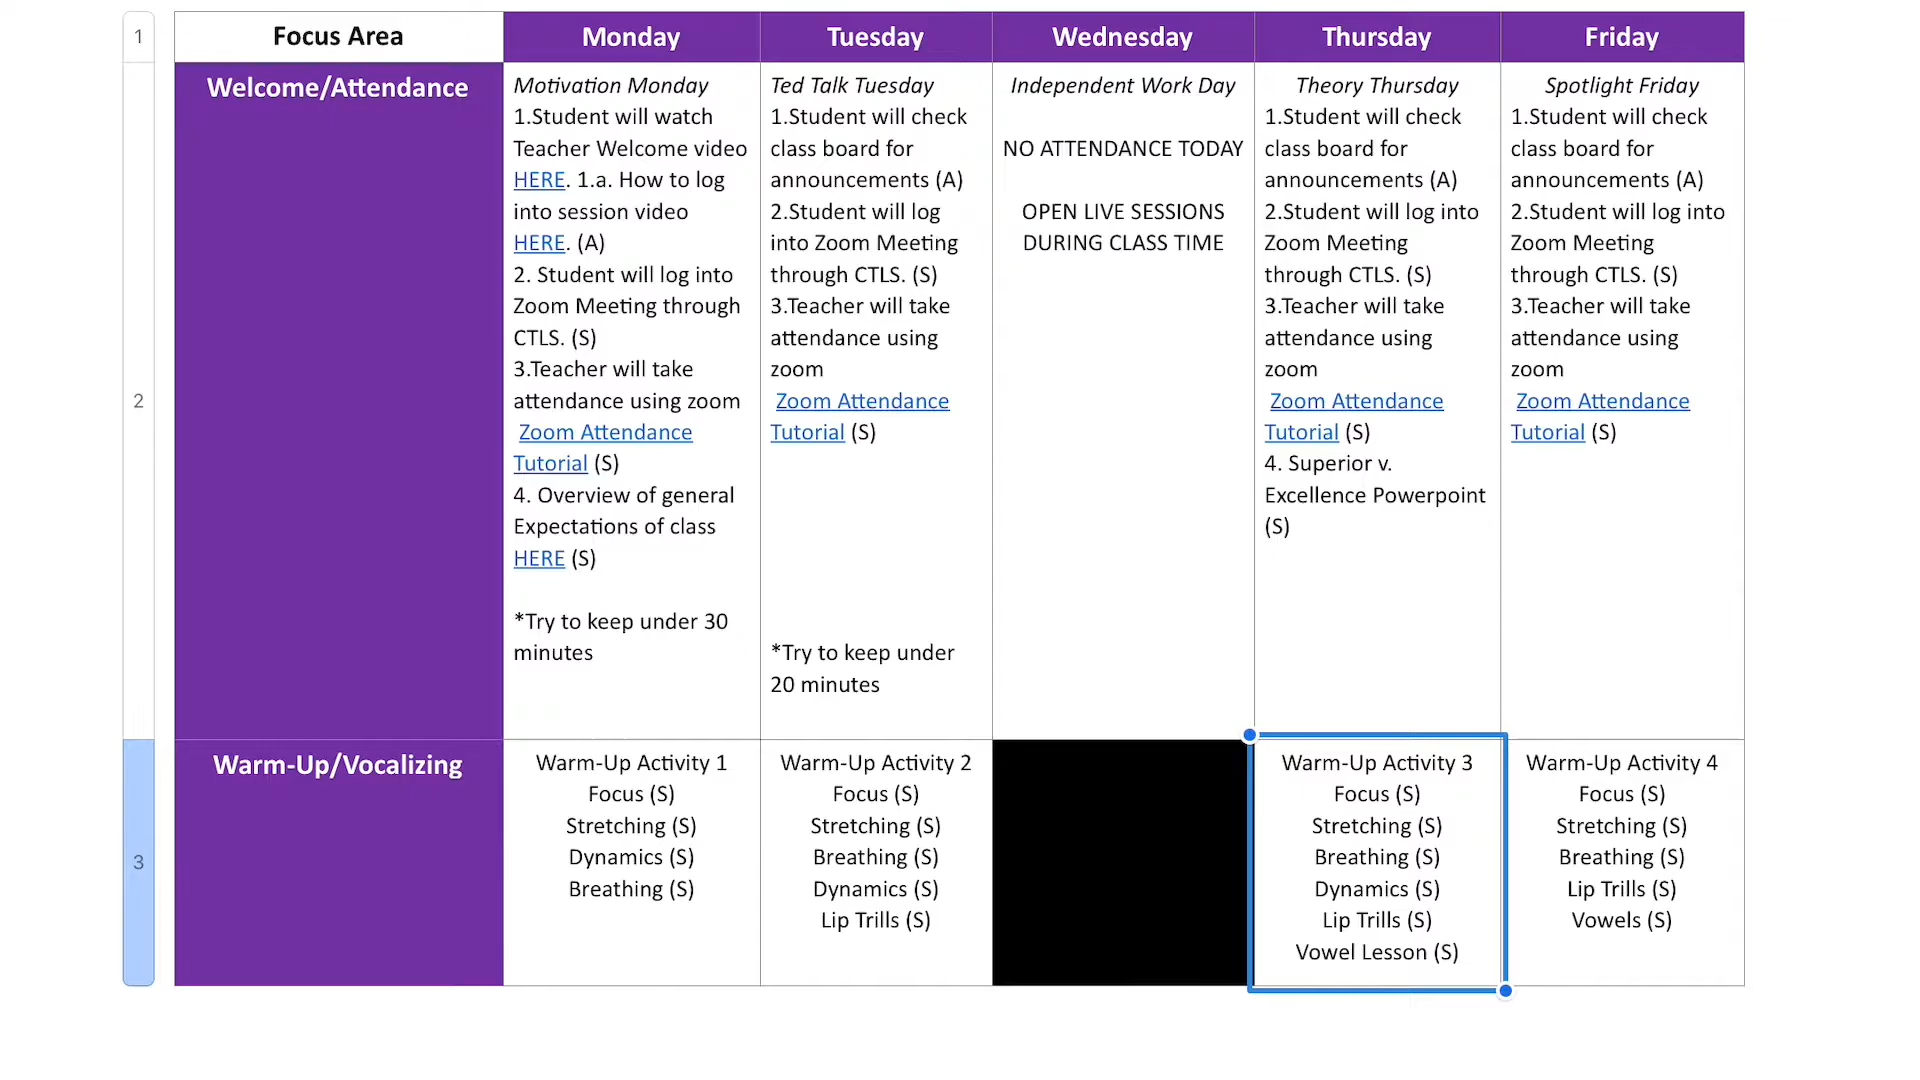 1
Focus Area
Monday
Tuesday
Wednesday
Thursday
Friday
2
Welcome/Attendance
Motivation Monday
1.Student will watch
Teacher Welcome video
HERE. 1.a. How to log
into session video
HERE. (A)
2. Student will log into
Zoom Meeting through
CTLS. (S)
3.Teacher will take
attendance using zoom
Zoom Attendance
Tutorial (S)
4. Overview of general
Expectations of class
HERE (S)
*Try to keep under 30
minutes
Ted Talk Tuesday
1.Student will check
class board for
announcements (A)
2.Student will log
into Zoom Meeting
through CTLS. (S)
3.Teacher will take
attendance using
zoom
Zoom Attendance
Tutorial (S)
*Try to keep under
20 minutes
Independent Work Day
NO ATTENDANCE TODAY
OPEN LIVE SESSIONS
DURING CLASS TIME
Theory Thursday
1.Student will check
class board for
announcements (A)
2.Student will log into
Zoom Meeting
through CTLS. (S)
3.Teacher will take
attendance using
zoom
Zoom Attendance
Tutorial (S)
4. Superior v.
Excellence Powerpoint
(S)
Spotlight Friday
1.Student will check
class board for
announcements (A)
2.Student will log into
Zoom Meeting
through CTLS. (S)
3.Teacher will take
attendance using
zoom
Zoom Attendance
Tutorial (S)
3
Warm-Up/Vocalizing
Warm-Up Activity 1
Focus (S)
Stretching (S)
Dynamics (S)
Breathing (S)
Warm-Up Activity 2
Focus (S)
Stretching (S)
Breathing (S)
Dynamics (S)
Lip Trills (S)
Warm-Up Activity 3
Focus (S)
Stretching (S)
Breathing (S)
Dynamics (S)
Lip Trills (S)
Vowel Lesson (S)
Warm-Up Activity 4
Focus (S)
Stretching (S)
Breathing (S)
Lip Trills (S)
Vowels (S)